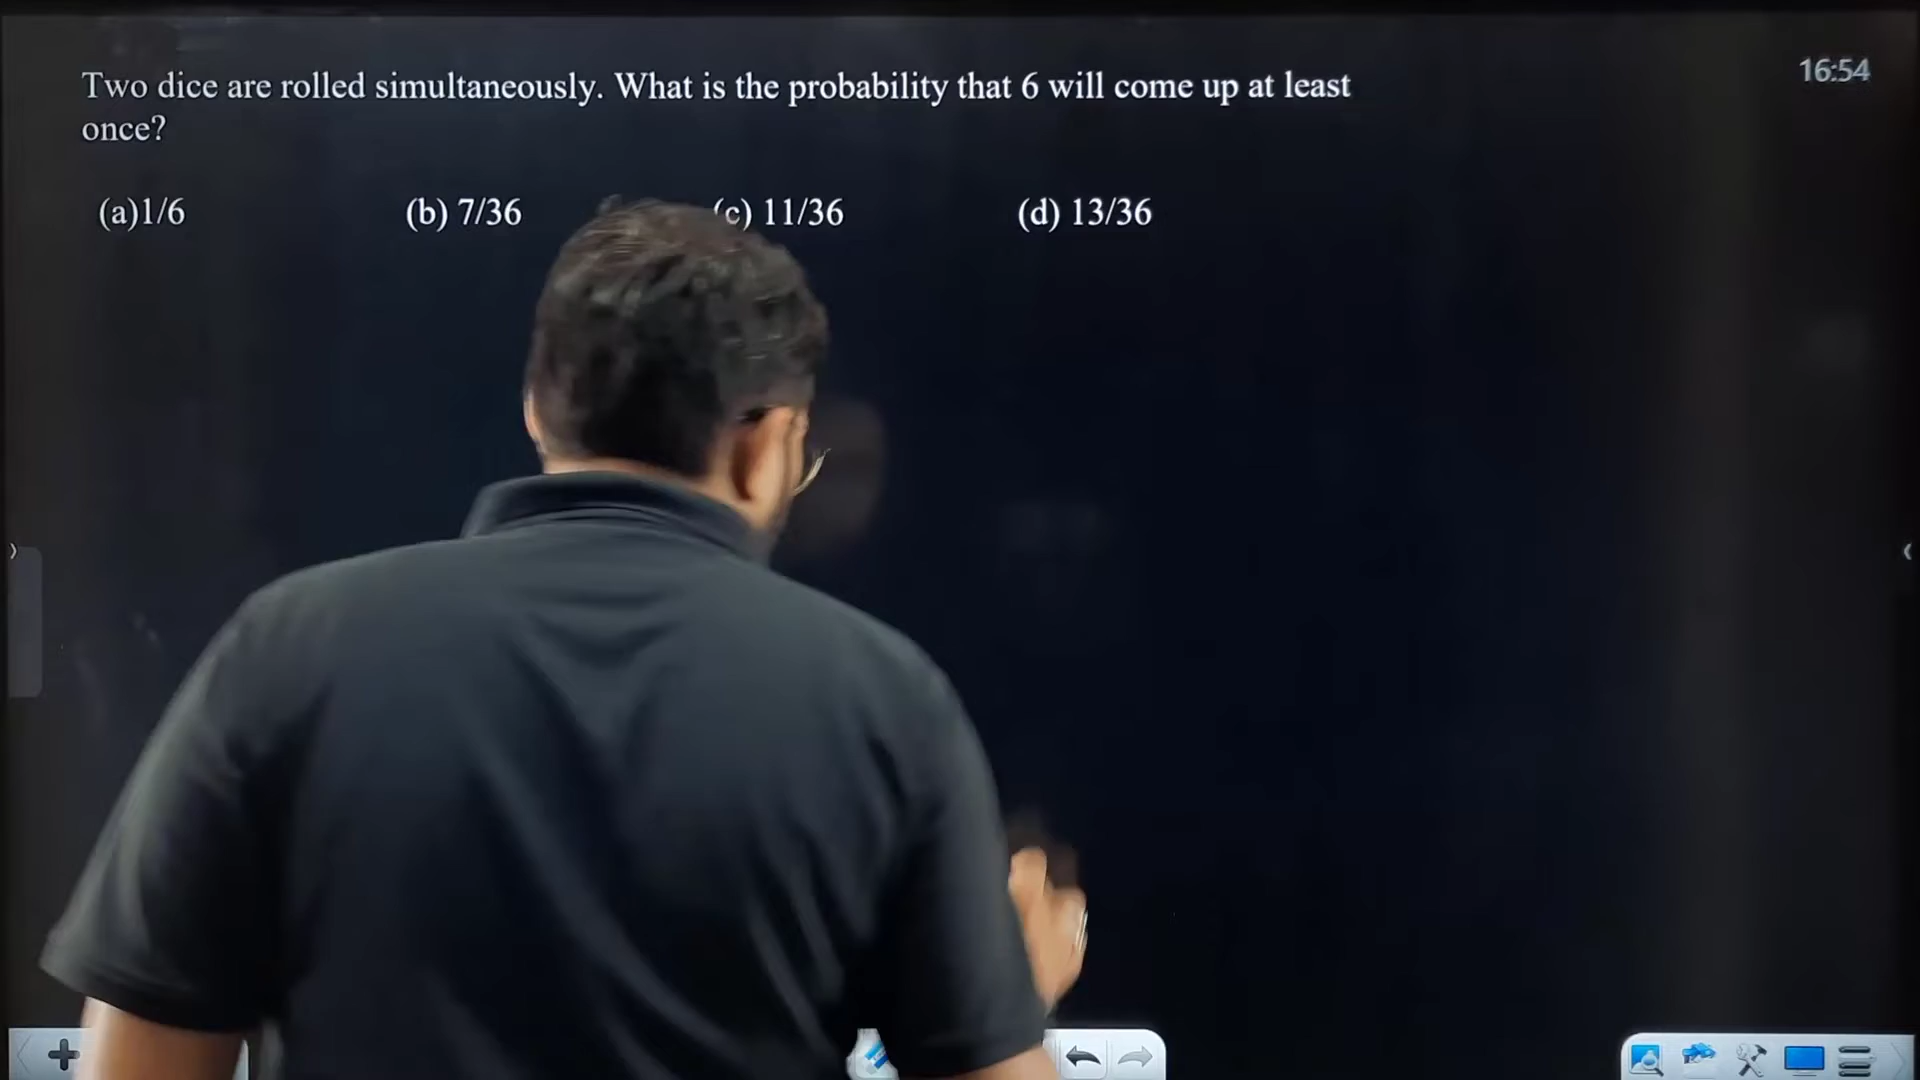 Two dice are rolled simultaneously. What is the probability that 6 will come up at least
once?
16:54
(a)1/6 (b) 7/36 (c) 11/36 (d) 13/36